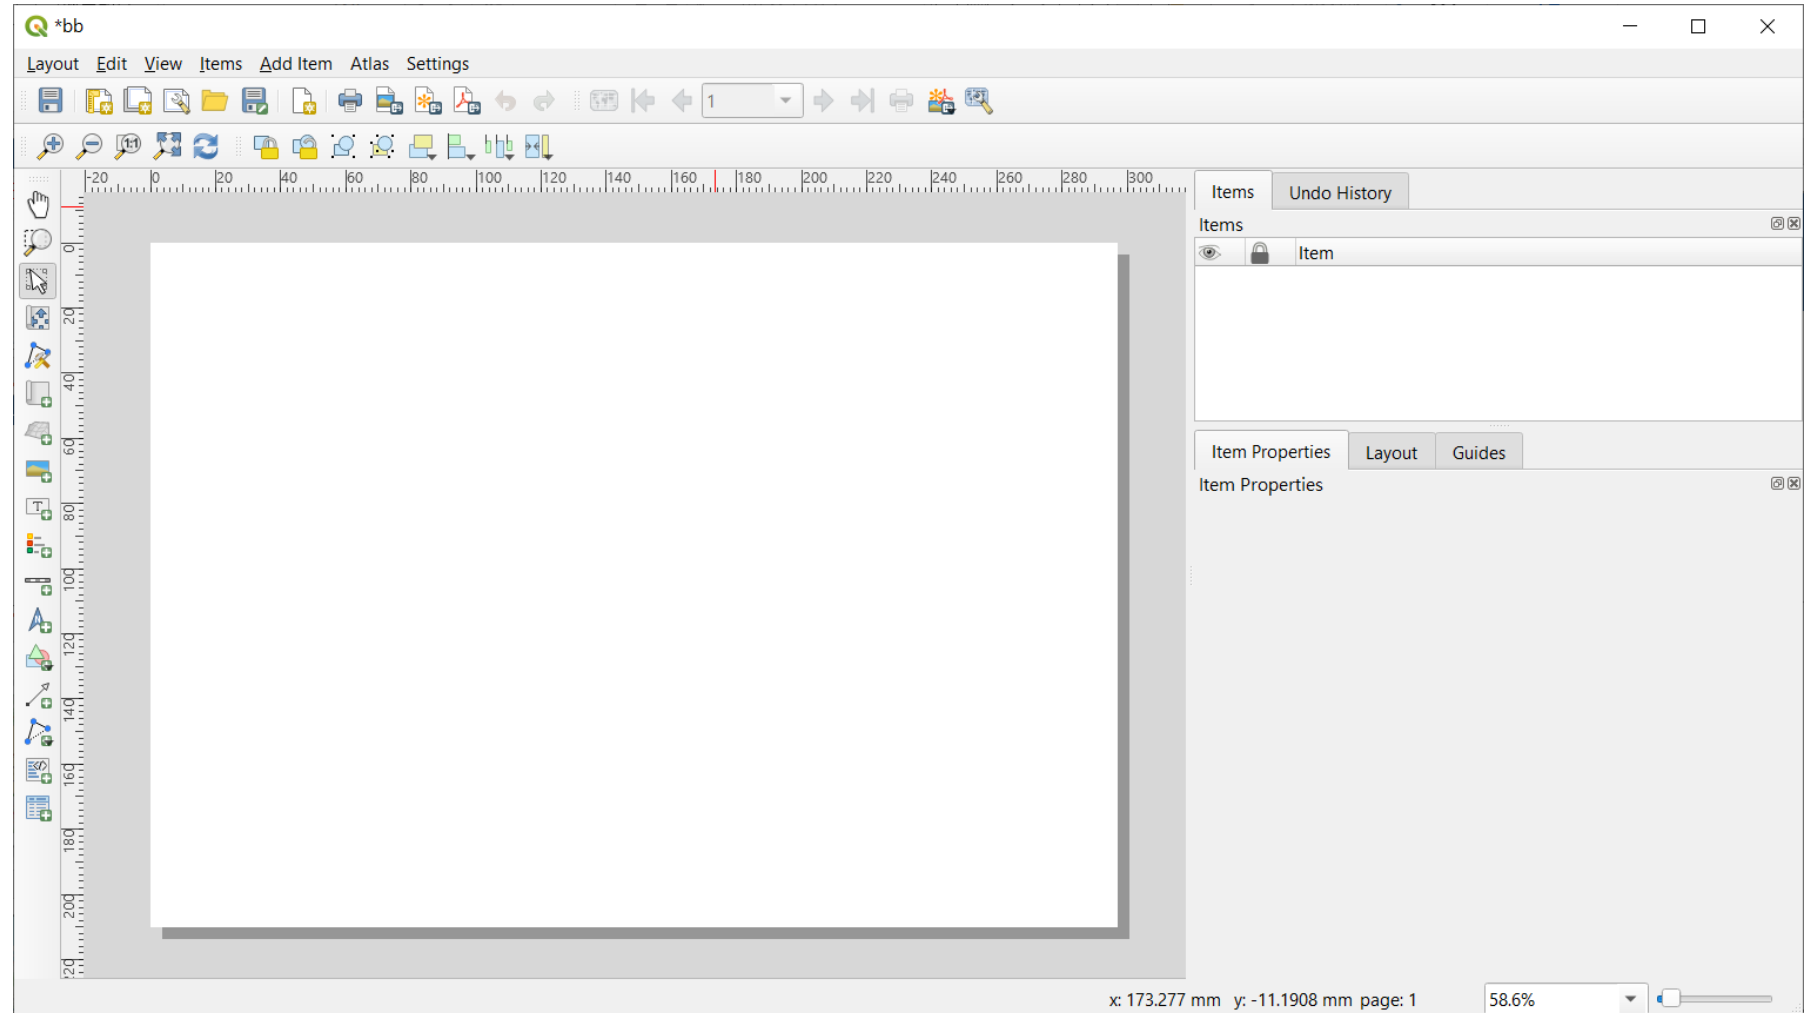 *bb
Layout Edit View Items Add Item Atlas Settings
1
1:1
-20 0 20 40 60 80 100 120 140 160 180 200 220 240 260 280 300
Items Undo History
Items
Item
0
20
40
60
80
100
120
140
160
180
200
220
Item Properties Layout Guides
Item Properties
T
x: 173.277 mm y: -11.1908 mm page: 1 58.6%